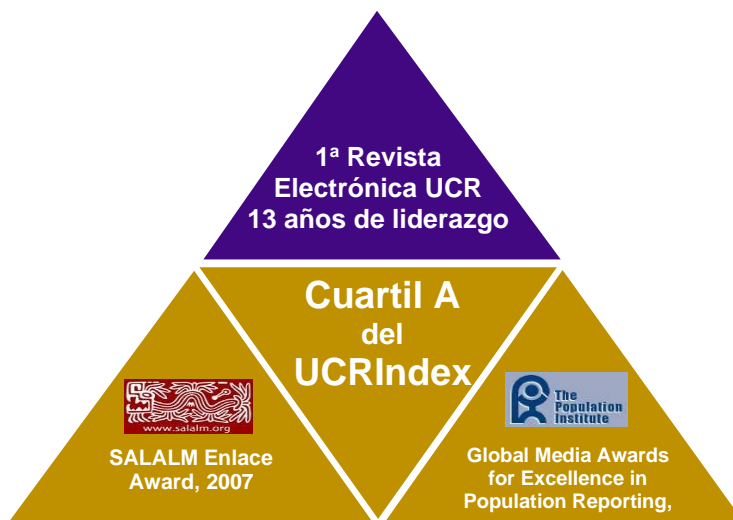 1ª Revista
Electrónica UCR
13 años de liderazgo
Cuartil A
del
UCRIndex
www.salalm.org
SALALM Enlace
Award, 2007
The
Population
Institute
Global Media Awards
for Excellence in
Population Reporting,